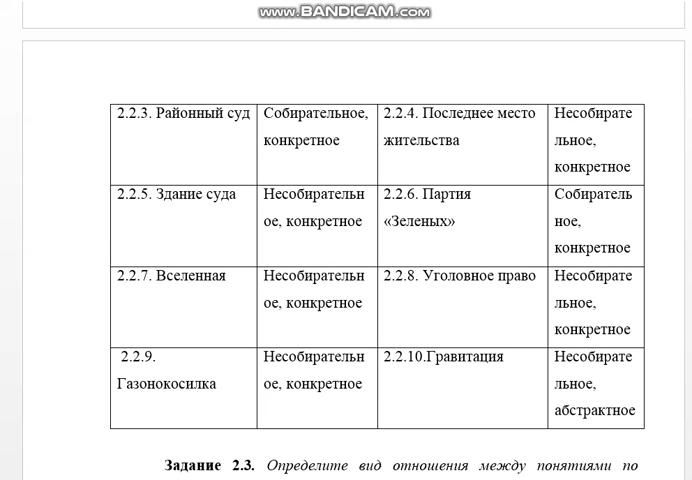 www.BANDICAM.com
2.2.3. Районный суд
Собирательное,
конкретное
2.2.4. Последнее место
жительства
Несобирате
льное,
конкретное
2.2.5. Здание суда
Несобирательн
ое, конкретное
2.2.6. Партия
«Зеленых»
Собиратель
ное,
конкретное
2.2.7. Вселенная
Несобирательн
ое, конкретное
2.2.8. Уголовное право
Несобирате
льное,
конкретное
2.2.9.
Газонокосилка
Несобирательн
ое, конкретное
2.2.10.Гравитация
Несобирате
льное,
абстрактное
Задание 2.3. Определите вид отношения между понятиями по